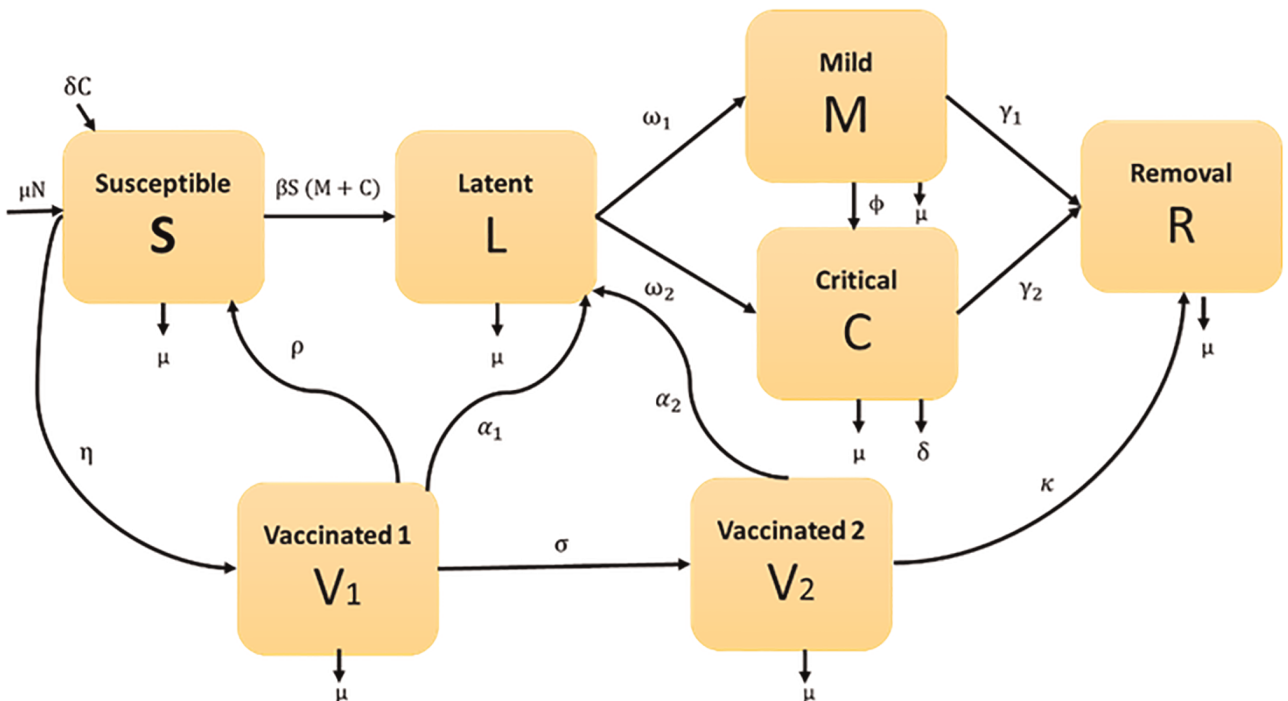 δC
μN
Susceptible
S
μ
βS (M + C)
Latent
L
μ
ω₁
ω₂
Mild
M
ϕ
μ
Critical
C
μ
δ
γ₁
γ₂
Removal
R
μ
η
ρ
α₁
α₂
κ
Vaccinated 1
V₁
μ
σ
Vaccinated 2
V₂
μ